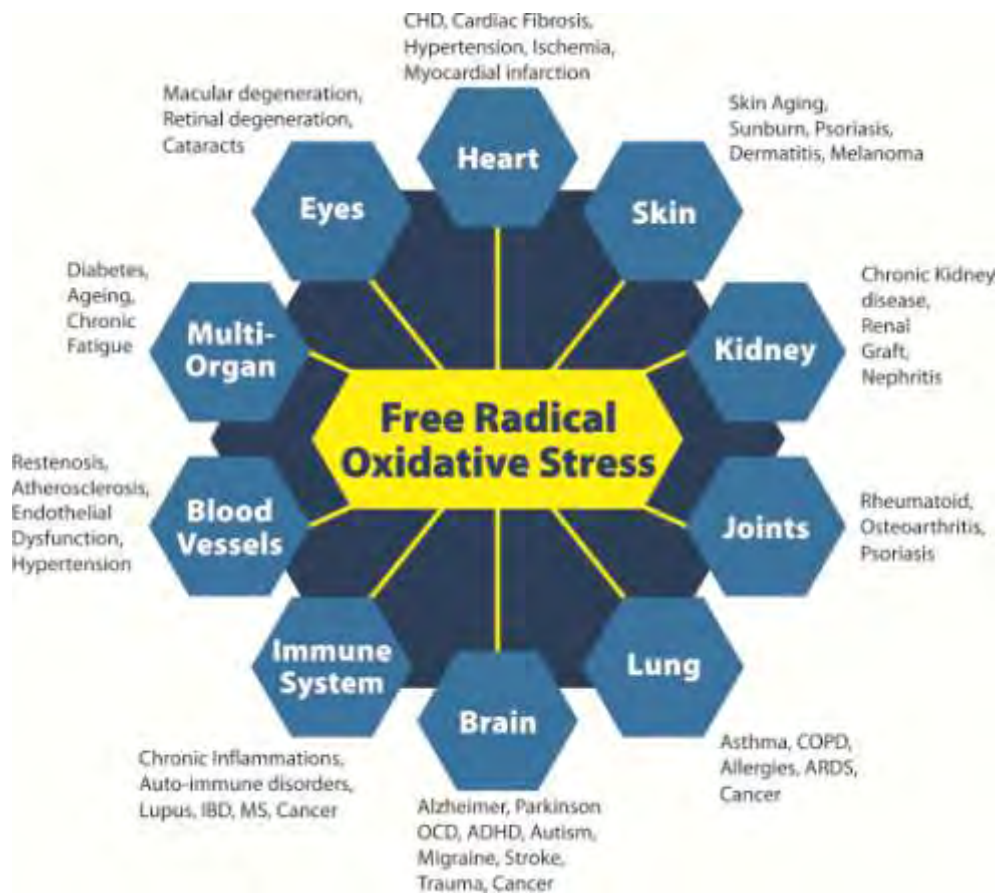 CHD, Cardiac Fibrosis,
Hypertension, Ischemia,
Myocardial infarction
Heart
Macular degeneration,
Retinal degeneration,
Cataracts
Eyes
Skin Aging,
Sunburn, Psoriasis,
Dermatitis, Melanoma
Skin
Diabetes,
Ageing,
Chronic
Fatigue
Multi-
Organ
Chronic Kidney
disease,
Renal
Graft,
Nephritis
Kidney
Free Radical
Oxidative Stress
Restenosis,
Atherosclerosis,
Endothelial
Dysfunction,
Hypertension
Blood
Vessels
Rheumatoid,
Osteoarthritis,
Psoriasis
Joints
Immune
System
Chronic Inflammations,
Auto-immune disorders,
Lupus, IBD, MS, Cancer
Brain
Alzheimer, Parkinson
OCD, ADHD, Autism,
Migraine, Stroke,
Trauma, Cancer
Lung
Asthma, COPD,
Allergies, ARDS,
Cancer